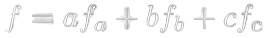 f = af_a + bf_b + cf_c